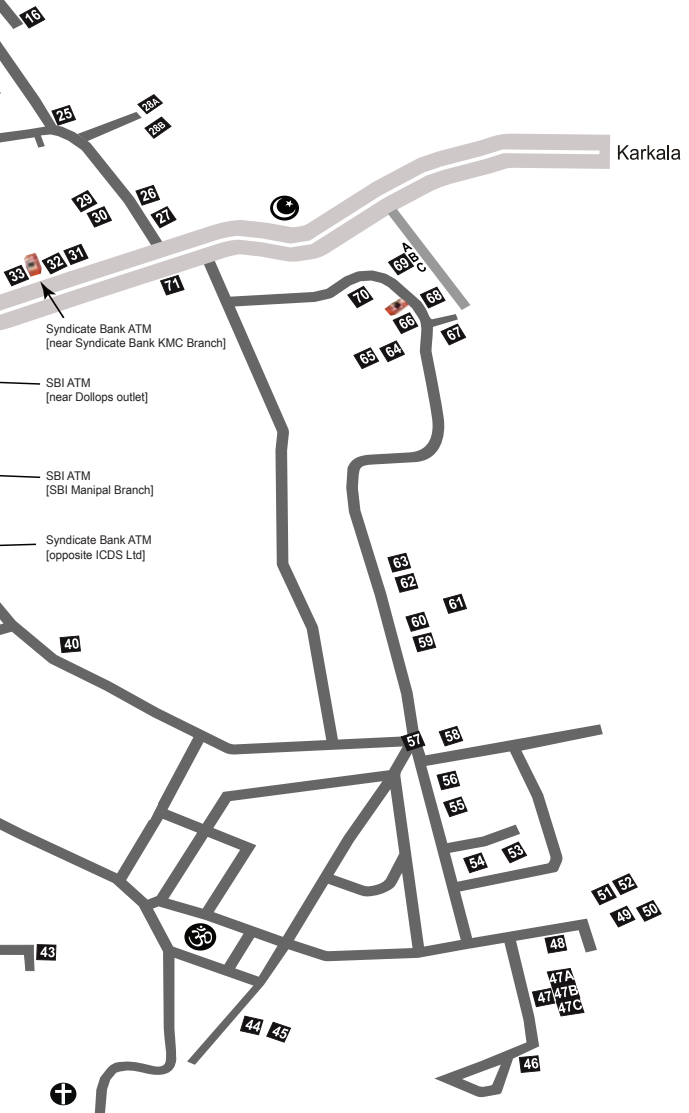 16
25
28A
28B
Karkala
29
30
26
27
33
32
31
71
A
B
C
69
70
68
66
67
65
64
Syndicate Bank ATM
[near Syndicate Bank KMC Branch]
SBI ATM
[near Dollops outlet]
SBI ATM
[SBI Manipal Branch]
Syndicate Bank ATM
[opposite ICDS Ltd]
63
62
61
60
59
40
57
58
56
55
54
53
51
52
49
50
ॐ
48
43
47A
47
47B
47C
44
45
46